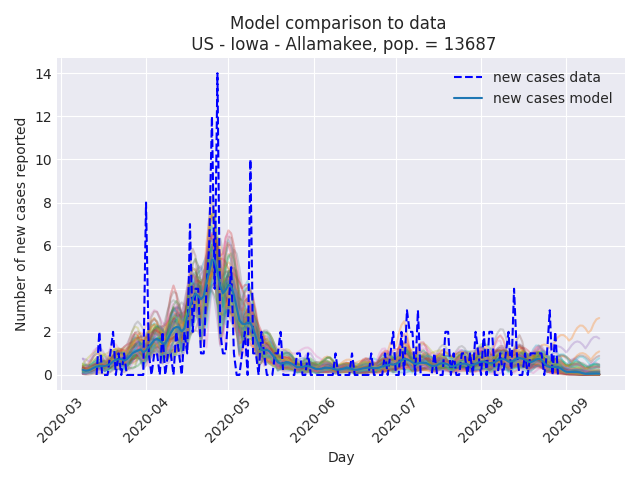 Model comparison to data
US - Iowa - Allamakee, pop. = 13687
new cases data
new cases model
Number of new cases reported
14
12
10
8
6
4
2
0
2020-03
2020-04
2020-05
2020-06
2020-07
2020-08
2020-09
Day